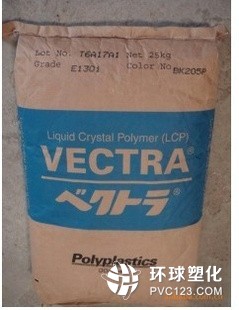 Lot No. T6A17A1 Net 25kg
Grade E1301 Color No. BK205P
Liquid Crystal Polymer (LCP)
VECTRA®
ベクトラ®
Polyplastics
环球塑化
PVC123.COM